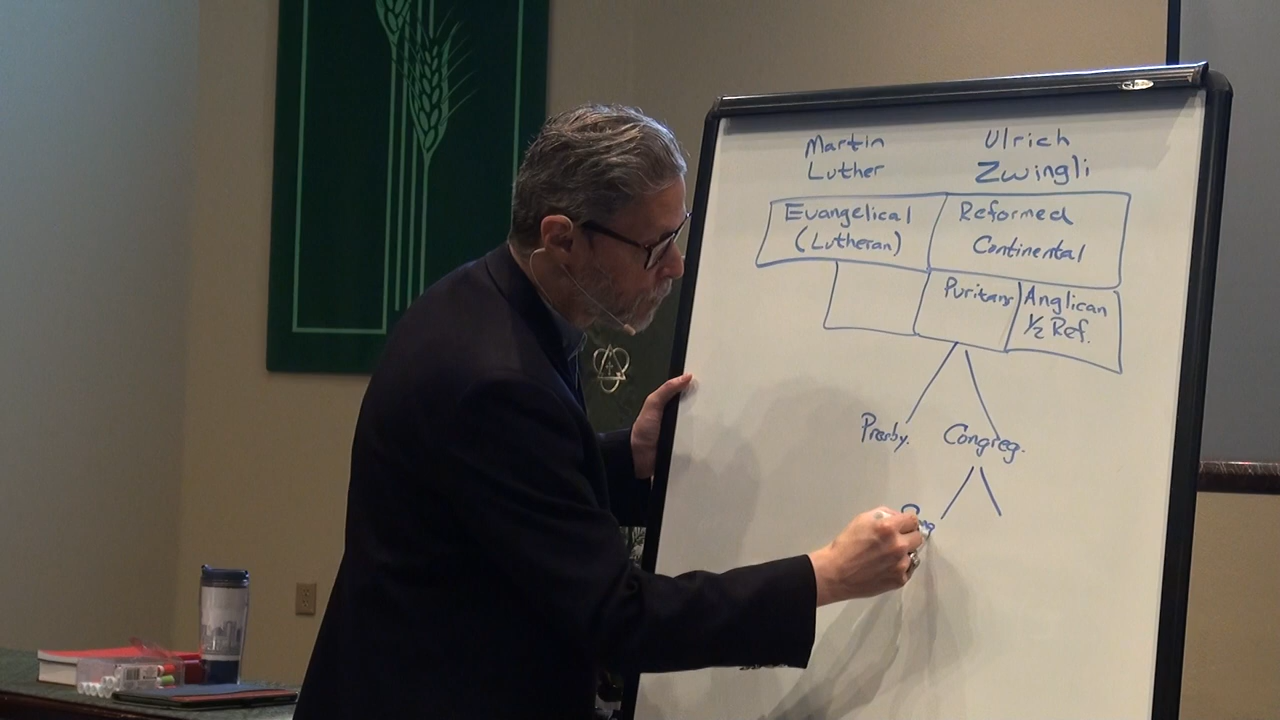 Martin
Luther
Ulrich
Zwingli
Evangelical
(Lutheran)
Reformed
Continental
Puritans
Anglican
1/2 Ref.
Presby.
Congreg.